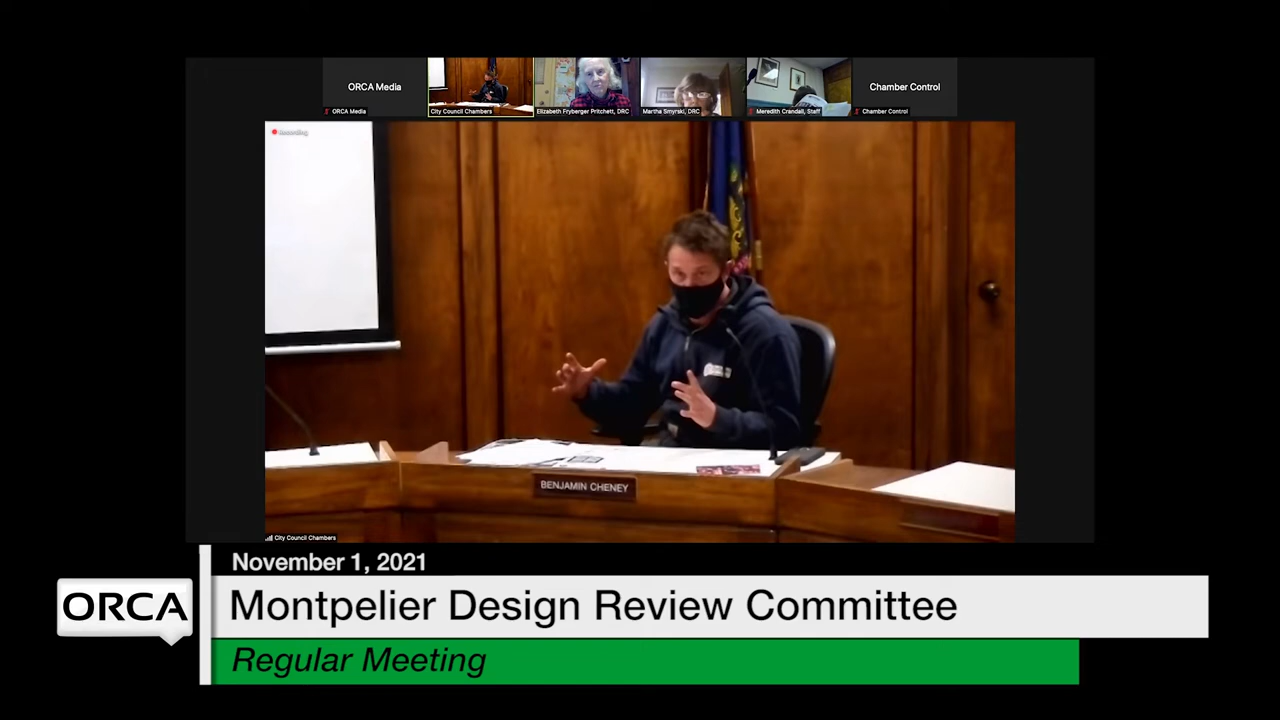 ORCA Media
Chamber Control
ORCA Media
City Council Chambers
Elizabeth Fryberger Pritchett, DRC
Martha Smyrski, DRC
Meredith Crandall, Staff
Chamber Control
Recording
BENJAMIN CHENEY
City Council Chambers
November 1, 2021
ORCA
Montpelier Design Review Committee
Regular Meeting